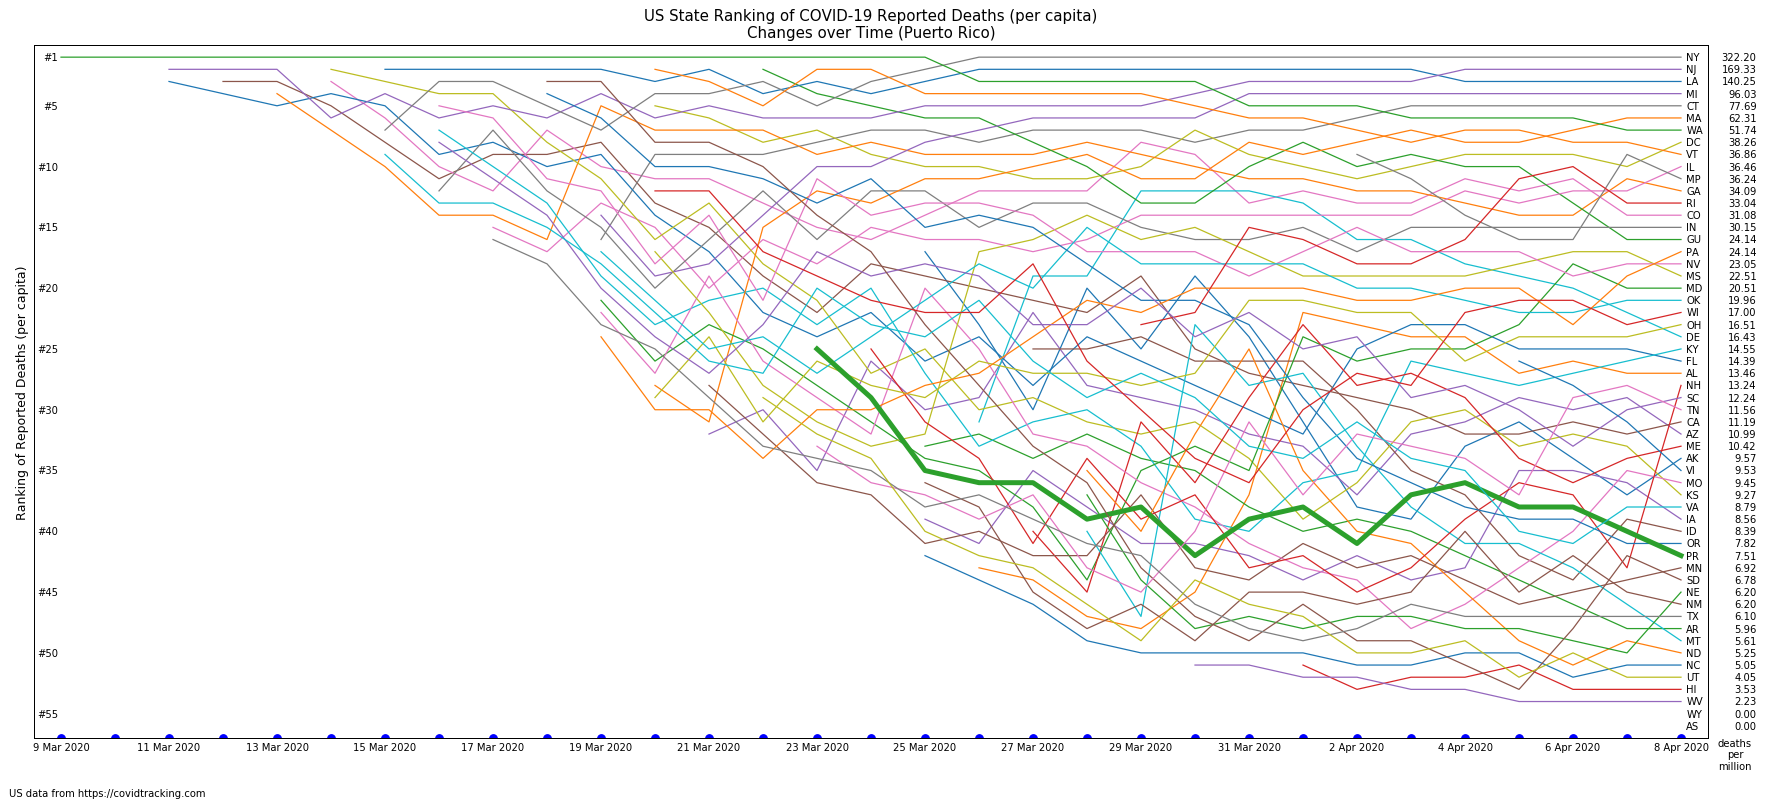 US State Ranking of COVID-19 Reported Deaths (per capita)
Changes over Time (Puerto Rico)
Ranking of Reported Deaths (per capita)
#1
#5
#10
#15
#20
#25
#30
#35
#40
#45
#50
#55
NY 322.20
NJ 169.33
LA 140.25
MI 96.03
CT 77.69
MA 62.31
WA 51.74
DC 38.26
VT 36.86
IL 36.46
MP 36.24
GA 34.09
RI 33.04
CO 31.08
IN 30.15
GU 24.14
PA 24.14
NV 23.05
MS 22.51
MD 20.51
OK 19.96
WI 17.00
OH 16.51
DE 16.43
KY 14.55
FL 14.39
AL 13.46
NH 13.24
SC 12.24
TN 11.56
CA 11.19
AZ 10.99
ME 10.42
AK 9.57
VI 9.53
MO 9.45
KS 9.27
VA 8.79
IA 8.56
ID 8.39
OR 7.82
PR 7.51
MN 6.92
SD 6.78
NE 6.20
NM 6.20
TX 6.10
AR 5.96
MT 5.61
ND 5.25
NC 5.05
UT 4.05
HI 3.53
WV 2.23
WY 0.00
AS 0.00
9 Mar 2020 11 Mar 2020 13 Mar 2020 15 Mar 2020 17 Mar 2020 19 Mar 2020 21 Mar 2020 23 Mar 2020 25 Mar 2020 27 Mar 2020 29 Mar 2020 31 Mar 2020 2 Apr 2020 4 Apr 2020 6 Apr 2020 8 Apr 2020
deaths
per
million
US data from https://covidtracking.com